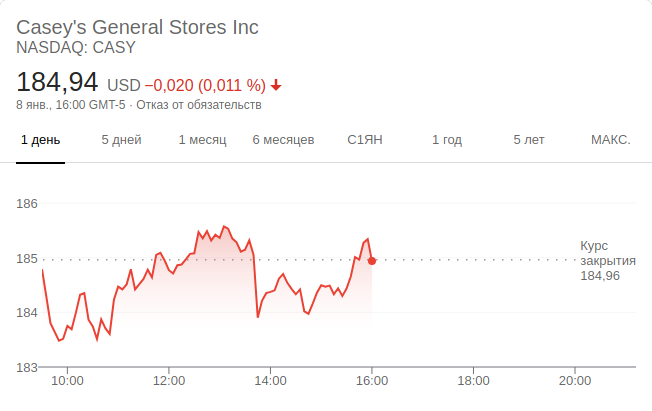 Casey's General Stores Inc
NASDAQ: CASY
184,94 USD −0,020 (0,011 %)
8 янв., 16:00 GMT-5 · Отказ от обязательств
1 день 5 дней 1 месяц 6 месяцев С1ЯН 1 год 5 лет МАКС.
186
185
184
183
Курс
закрытия
184,96
10:00 12:00 14:00 16:00 18:00 20:00